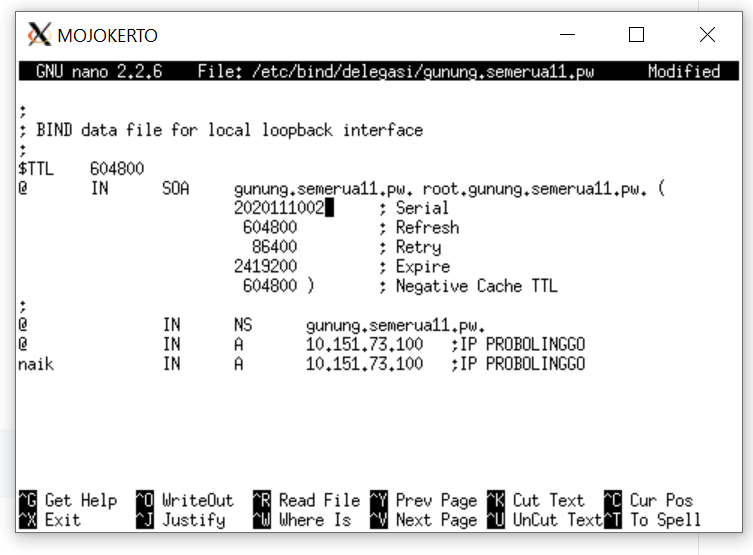 MOJOKERTO
GNU nano 2.2.6 File: /etc/bind/delegasi/gunung.semerua11.pw Modified
;
; BIND data file for local loopback interface
;
$TTL 604800
@ IN SOA gunung.semerua11.pw. root.gunung.semerua11.pw. (
2020111002 ; Serial
604800 ; Refresh
86400 ; Retry
2419200 ; Expire
604800 ) ; Negative Cache TTL
;
@ IN NS gunung.semerua11.pw.
@ IN A 10.151.73.100 ;IP PROBOLINGGO
naik IN A 10.151.73.100 ;IP PROBOLINGGO
^G Get Help ^O WriteOut ^R Read File ^Y Prev Page ^K Cut Text ^C Cur Pos
^X Exit ^J Justify ^W Where Is ^V Next Page ^U UnCut Text^T To Spell